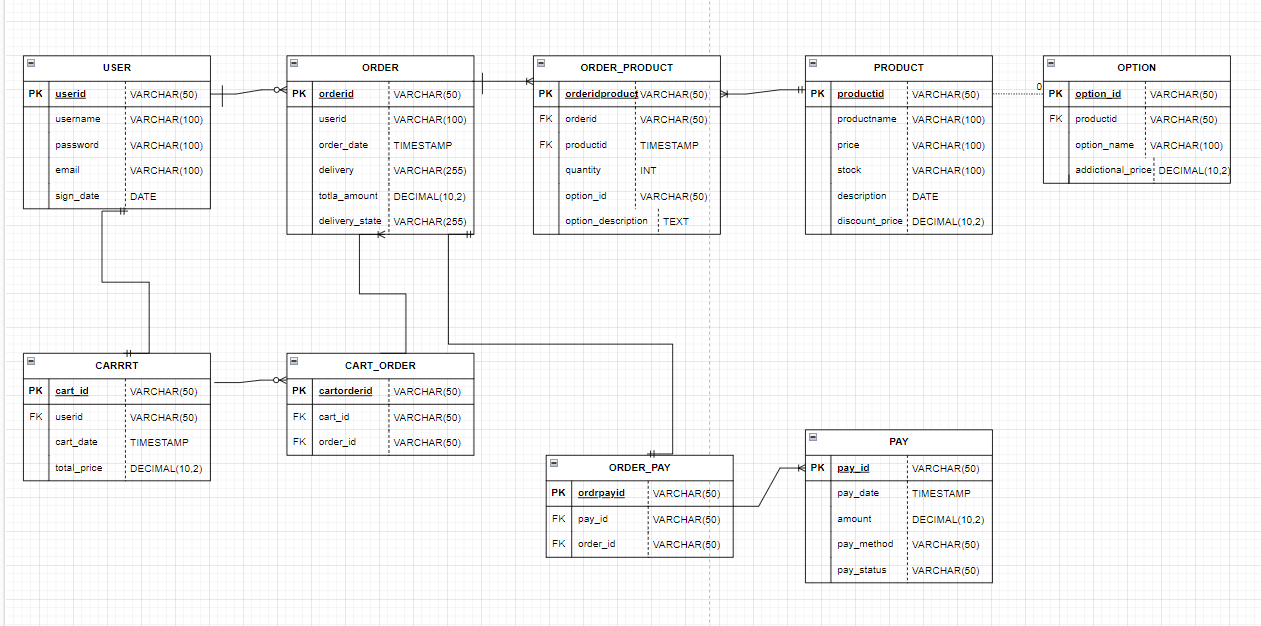 USER
PK userid VARCHAR(50)
username VARCHAR(100)
password VARCHAR(100)
email VARCHAR(100)
sign_date DATE
ORDER
PK orderid VARCHAR(50)
userid VARCHAR(100)
order_date TIMESTAMP
delivery VARCHAR(255)
totla_amount DECIMAL(10,2)
delivery_state VARCHAR(255)
ORDER_PRODUCT
PK orderidproduct VARCHAR(50)
FK orderid VARCHAR(50)
FK productid TIMESTAMP
quantity INT
option_id VARCHAR(50)
option_description TEXT
PRODUCT
PK productid VARCHAR(50)
productname VARCHAR(100)
price VARCHAR(100)
stock VARCHAR(100)
description DATE
discount_price DECIMAL(10,2)
0
OPTION
PK option_id VARCHAR(50)
FK productid VARCHAR(50)
option_name VARCHAR(100)
addictional_price DECIMAL(10,2)
CARRRT
PK cart_id VARCHAR(50)
FK userid VARCHAR(50)
cart_date TIMESTAMP
total_price DECIMAL(10,2)
CART_ORDER
PK cartorderid VARCHAR(50)
FK cart_id VARCHAR(50)
FK order_id VARCHAR(50)
ORDER_PAY
PK ordrpayid VARCHAR(50)
FK pay_id VARCHAR(50)
FK order_id VARCHAR(50)
PAY
PK pay_id VARCHAR(50)
pay_date TIMESTAMP
amount DECIMAL(10,2)
pay_method VARCHAR(50)
pay_status VARCHAR(50)